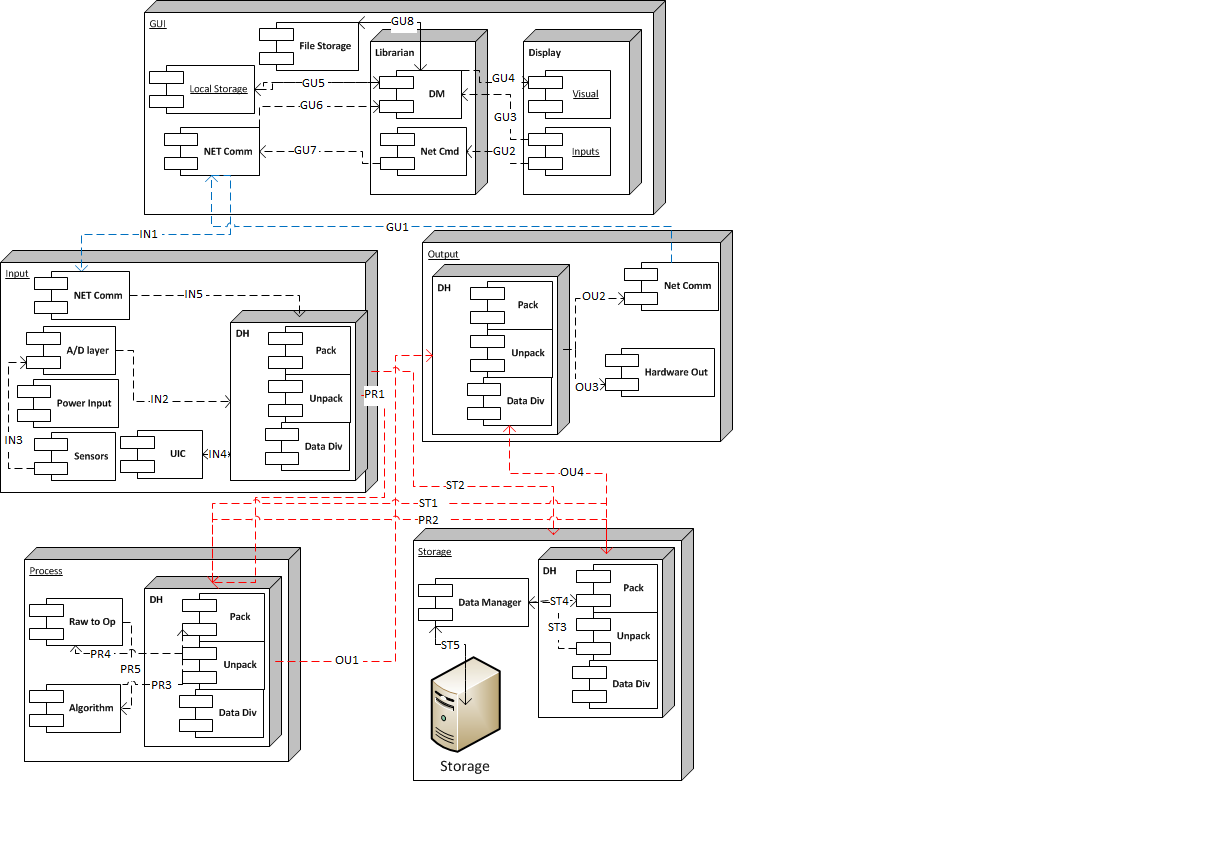 GUI
GU8
File Storage
Librarian
Display
Local Storage
GU5
DM
GU4
Visual
GU6
GU3
NET Comm
GU7
Net Cmd
GU2
Inputs
IN1
GU1
Input
NET Comm
IN5
DH
Pack
A/D layer
Unpack
PR1
Power Input
IN2
IN3
Sensors
UIC
IN4
Data Div
Output
DH
Pack
OU2
Net Comm
Unpack
Hardware Out
OU3
Data Div
OU4
ST2
ST1
PR2
Process
DH
Raw to Op
Pack
PR4
PR5
Unpack
OU1
PR3
Algorithm
Data Div
Storage
DH
Pack
Data Manager
ST4
ST3
Unpack
ST5
Data Div
Storage